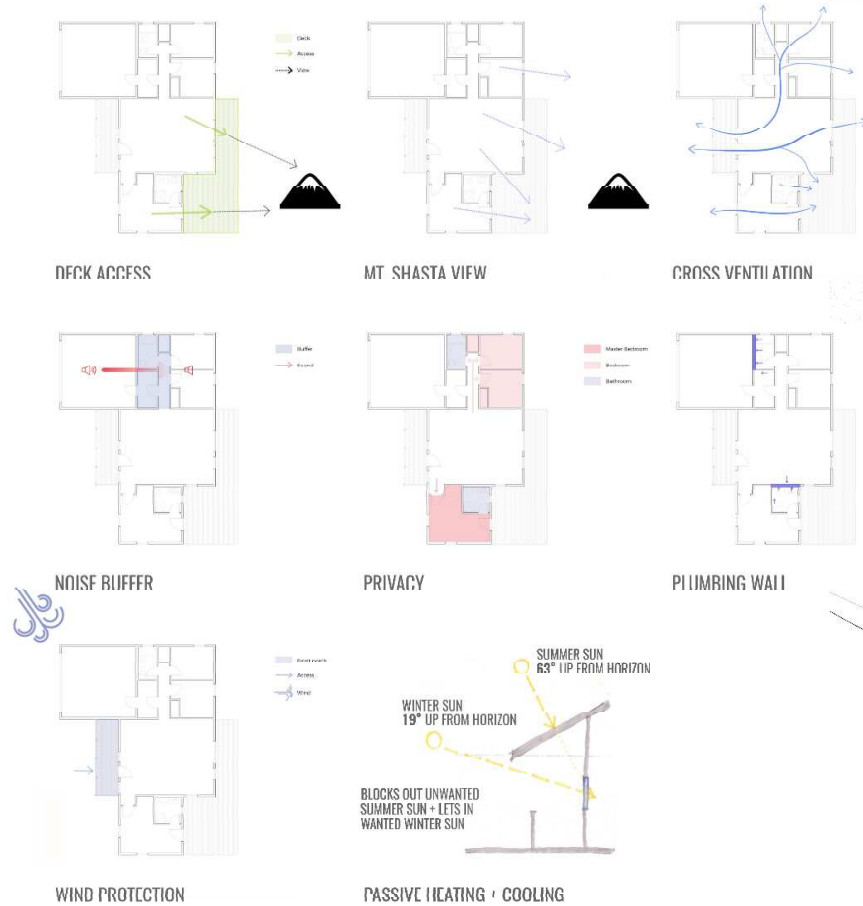 Deck
Access
View
DECK ACCESS
MT. SHASTA VIEW
CROSS VENTILATION
Buffer
Sound
Master Bedroom
Bedroom
Bathroom
NOISE BUFFER
PRIVACY
PLUMBING WALL
Access
Wind
SUMMER SUN
63° UP FROM HORIZON
WINTER SUN
19° UP FROM HORIZON
BLOCKS OUT UNWANTED
SUMMER SUN + LETS IN
WANTED WINTER SUN
WIND PROTECTION
PASSIVE HEATING + COOLING